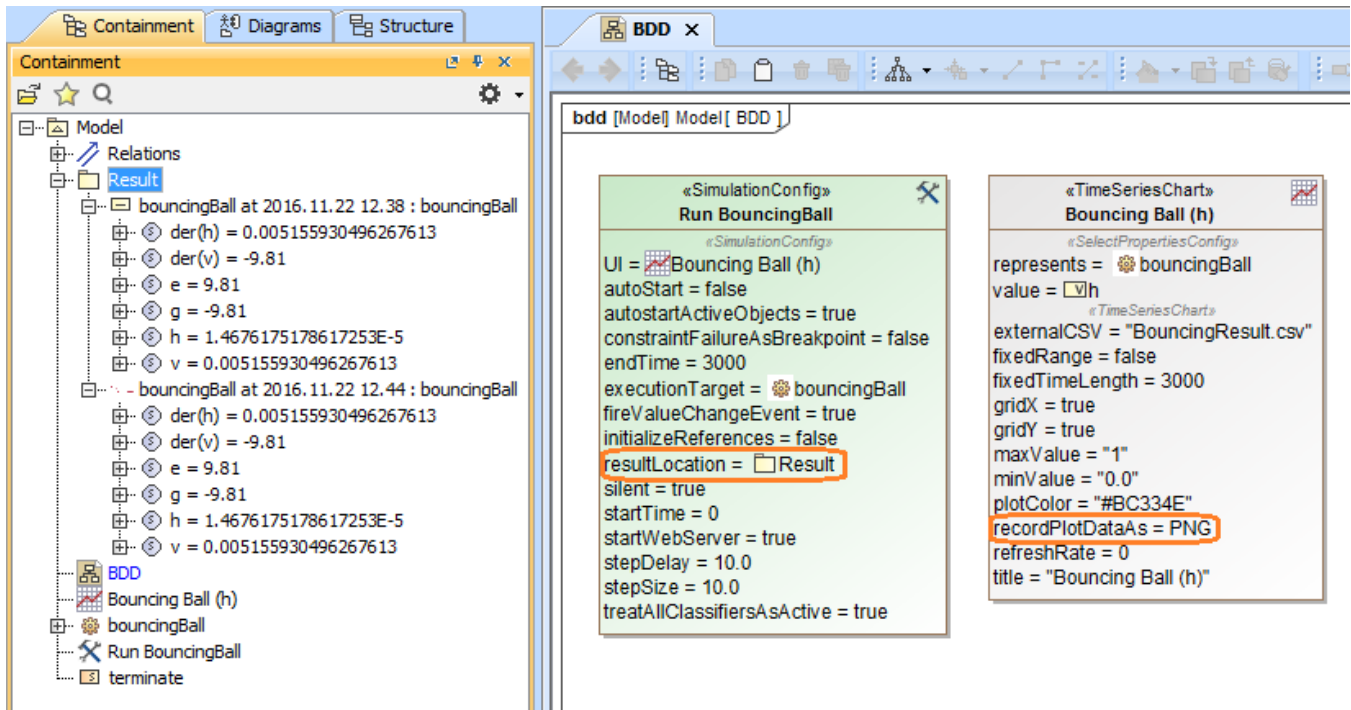 Containment
Diagrams
Structure
Containment
Model
Relations
Result
bouncingBall at 2016.11.22 12.38 : bouncingBall
der(h) = 0.005155930496267613
der(v) = -9.81
e = 9.81
g = -9.81
h = 1.4676175178617253E-5
v = 0.005155930496267613
bouncingBall at 2016.11.22 12.44 : bouncingBall
der(h) = 0.005155930496267613
der(v) = -9.81
e = 9.81
g = -9.81
h = 1.4676175178617253E-5
v = 0.005155930496267613
BDD
Bouncing Ball (h)
bouncingBall
Run BouncingBall
terminate
BDD
bdd [Model] Model[ BDD ]
«SimulationConfig»
Run BouncingBall
«SimulationConfig»
UI = Bouncing Ball (h)
autoStart = false
autostartActiveObjects = true
constraintFailureAsBreakpoint = false
endTime = 3000
executionTarget = bouncingBall
fireValueChangeEvent = true
initializeReferences = false
resultLocation = Result
silent = true
startTime = 0
startWebServer = true
stepDelay = 10.0
stepSize = 10.0
treatAllClassifiersAsActive = true
«TimeSeriesChart»
Bouncing Ball (h)
«SelectPropertiesConfig»
represents = bouncingBall
value = V h
«TimeSeriesChart»
externalCSV = "BouncingResult.csv"
fixedRange = false
fixedTimeLength = 3000
gridX = true
gridY = true
maxValue = "1"
minValue = "0.0"
plotColor = "#BC334E"
recordPlotDataAs = PNG
refreshRate = 0
title = "Bouncing Ball (h)"